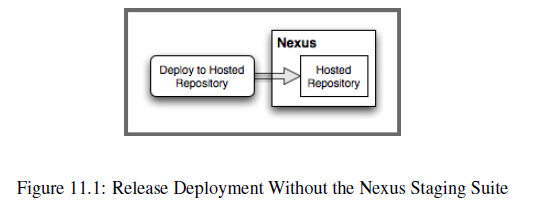 Nexus
Deploy to Hosted
Repository
Hosted
Repository
Figure 11.1: Release Deployment Without the Nexus Staging Suite